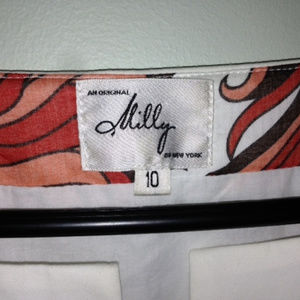 AN ORIGINAL
Milly
OF NEW YORK
10